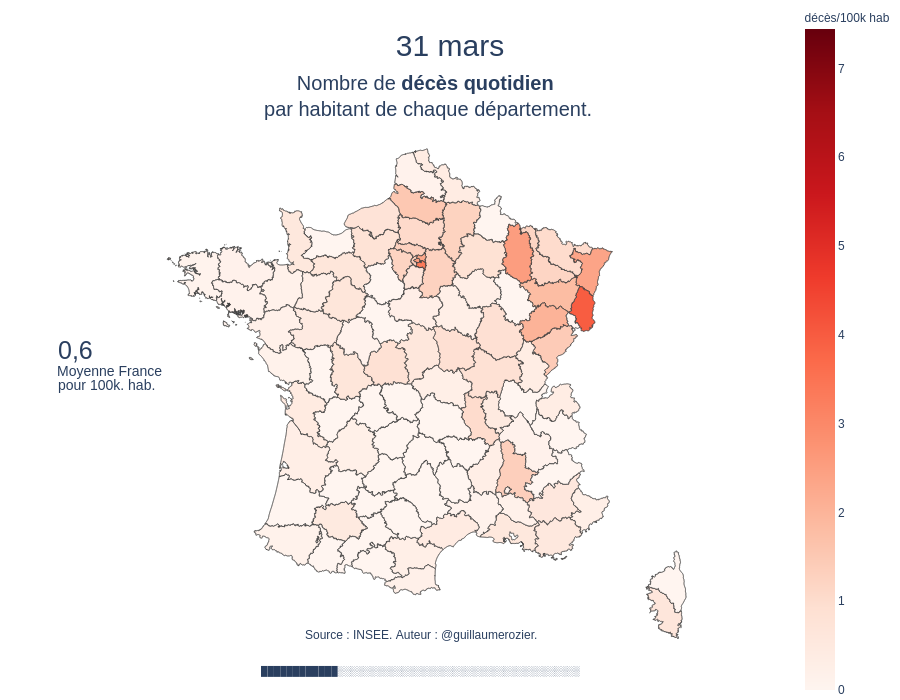 décès/100k hab
31 mars
Nombre de décès quotidien
par habitant de chaque département.
7
6
5
4
3
2
1
0
0,6
Moyenne France
pour 100k. hab.
Source : INSEE. Auteur : @guillaumerozier.